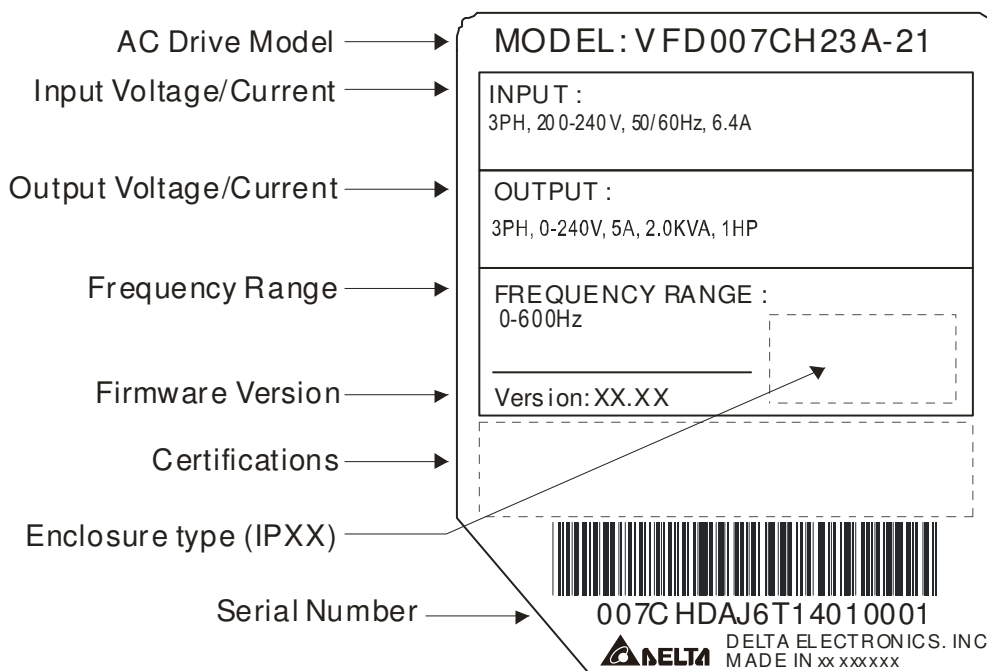 AC Drive Model
MODEL: VFD007CH23A-21
Input Voltage/Current
INPUT :
3PH, 200-240V, 50/60Hz, 6.4A
Output Voltage/Current
OUTPUT :
3PH, 0-240V, 5A, 2.0KVA, 1HP
Frequency Range
FREQUENCY RANGE :
0-600Hz
Firmware Version
Version: XX.XX
Certifications
Enclosure type (IPXX)
Serial Number
007CHDAJ6T14010001
DELTA
DELTA ELECTRONICS. INC
MADE IN xx xxxxxx